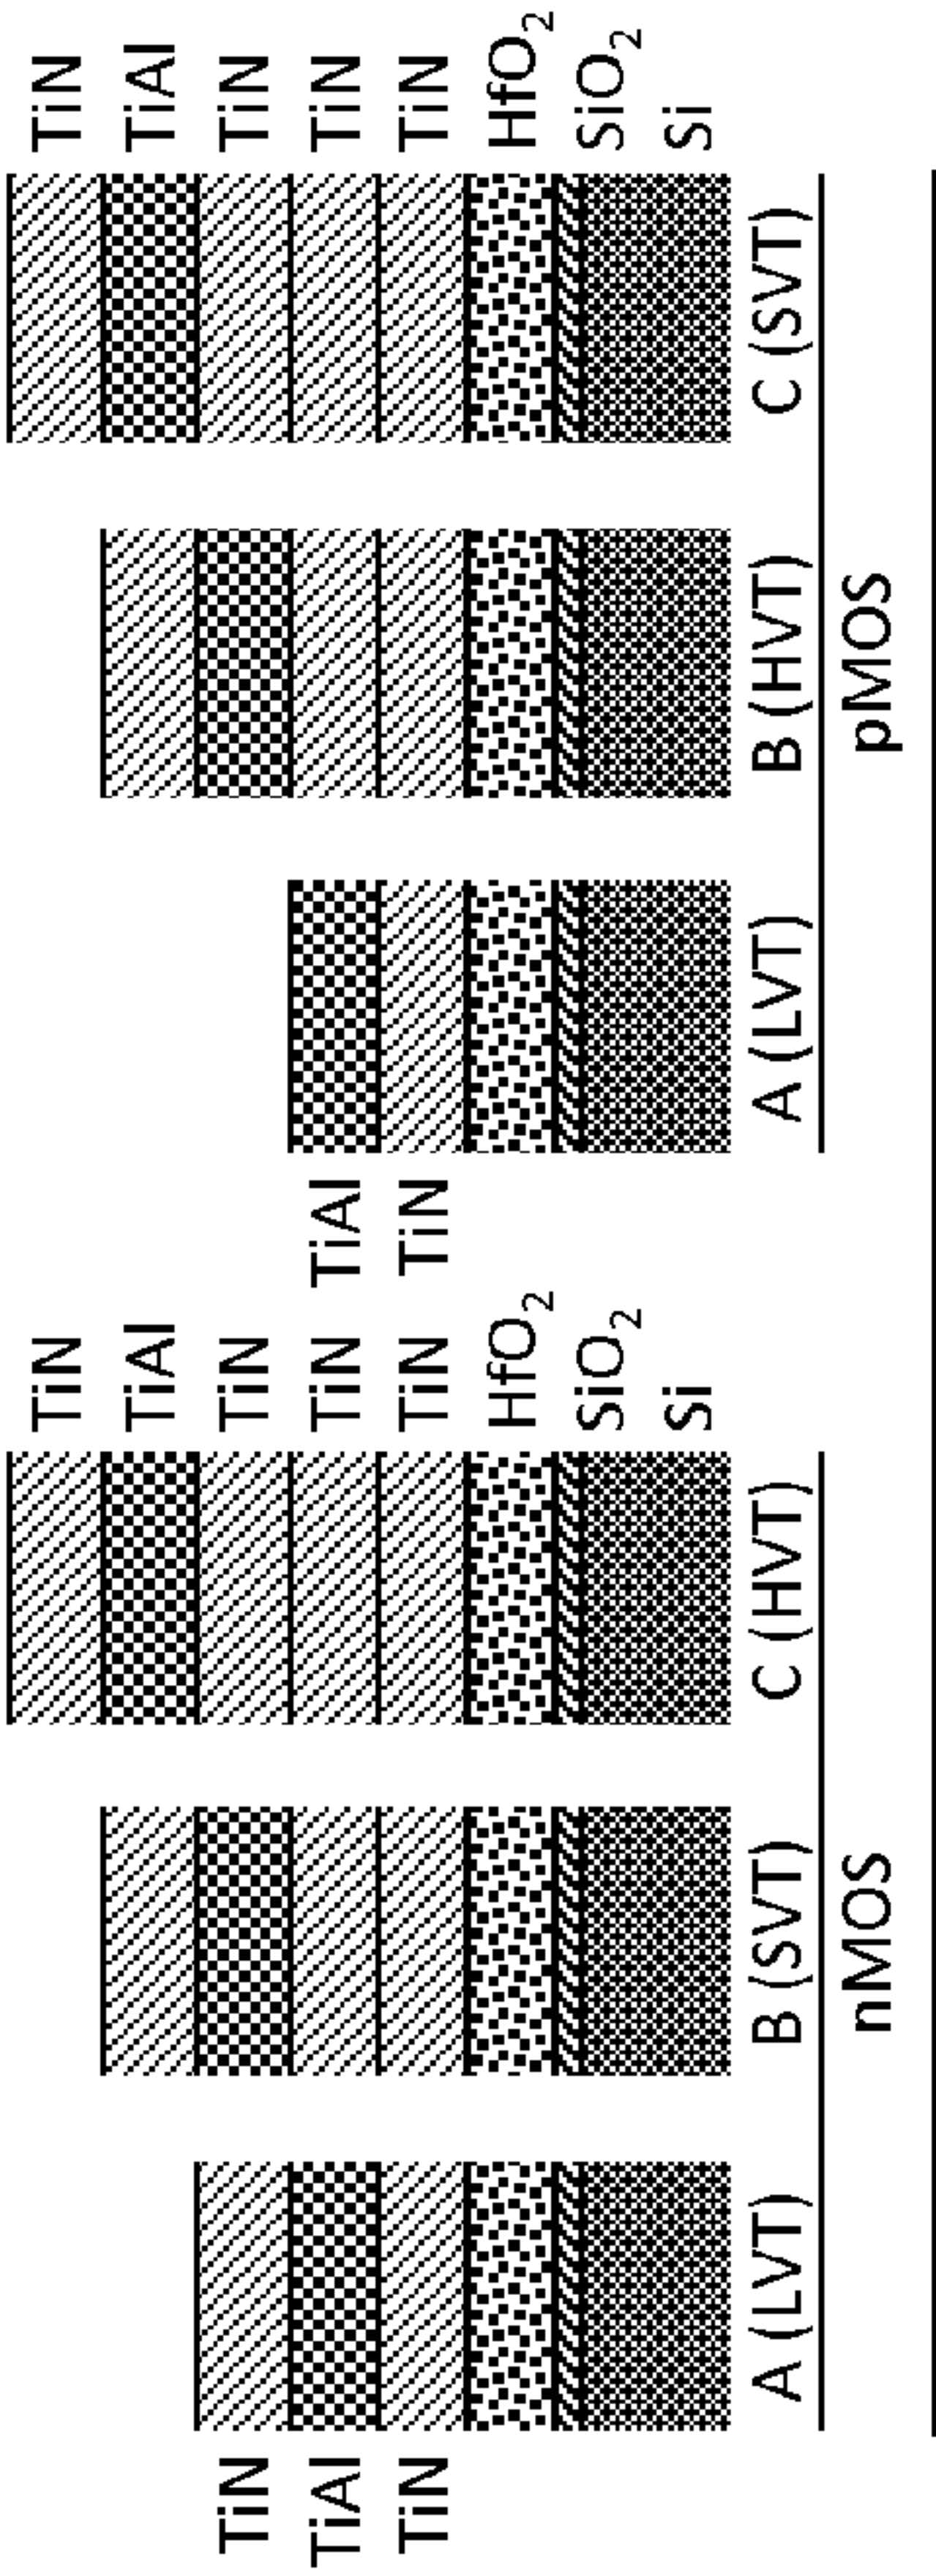 TiN
TiAl
TiN
A (LVT)
B (SVT)
C (HVT)
nMOS
TiN
TiAl
TiN
TiN
TiN
HfO₂
SiO₂
Si
TiAl
TiN
A (LVT)
B (HVT)
C (SVT)
pMOS
TiN
TiAl
TiN
TiN
TiN
HfO₂
SiO₂
Si